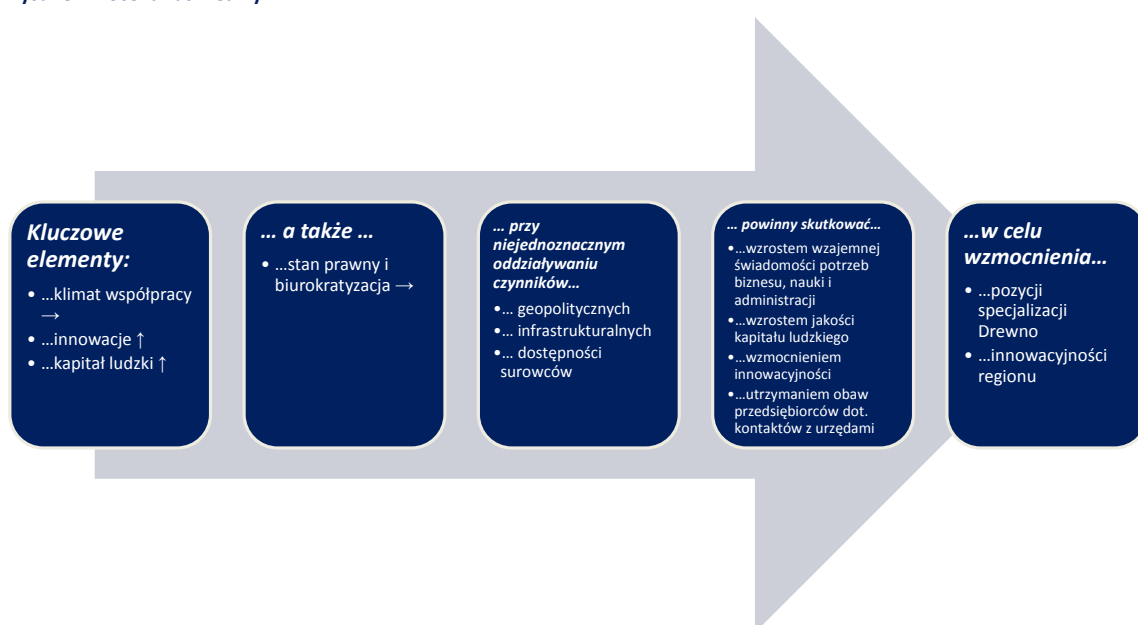 Kluczowe
elementy:
• ...klimat współpracy
→
• ...innowacje ↑
• ...kapitał ludzki ↑
... a także ...
• ...stan prawny i
biurokratyzacja →
... przy
niejednoznacznym
oddziaływaniu
czynników...
• ... geopolitycznych
• ... infrastrukturalnych
• ... dostępności
surowców
... powinny skutkować...
• ...wzrostem wzajemnej
świadomości potrzeb
biznesu, nauki i
administracji
• ...wzrostem jakości
kapitału ludzkiego
• ...wzmocnieniem
innowacyjności
• ...utrzymaniem obaw
przedsiębiorców dot.
kontaktów z urzędami
...w celu
wzmocnienia...
• ...pozycji
specjalizacji
Drewno
• ...innowacyjności
regionu